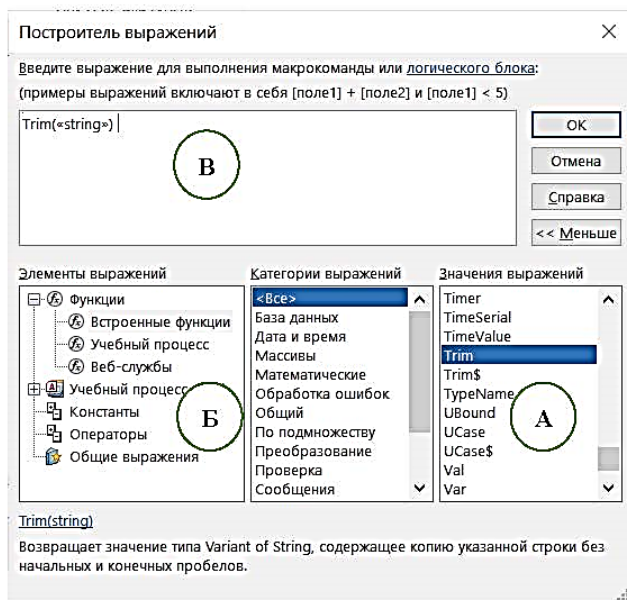 Построитель выражений
Введите выражение для выполнения макрокоманды или логического блока:
(примеры выражений включают в себя [поле1] + [поле2] и [поле1] < 5)
Trim(«string»)
В
ОК
Отмена
Справка
<< Меньше
Элементы выражений
Функции
Встроенные функции
Учебный процесс
Веб-службы
Учебный процесс
Константы
Операторы
Общие выражения
Б
Категории выражений
<Все>
База данных
Дата и время
Массивы
Математические
Обработка ошибок
Общий
По подмножеству
Преобразование
Проверка
Сообщения
Значения выражений
Timer
TimeSerial
TimeValue
Trim
Trim$
TypeName
UBound
UCase
UCase$
Val
Var
А
Trim(string)
Возвращает значение типа Variant of String, содержащее копию указанной строки без
начальных и конечных пробелов.